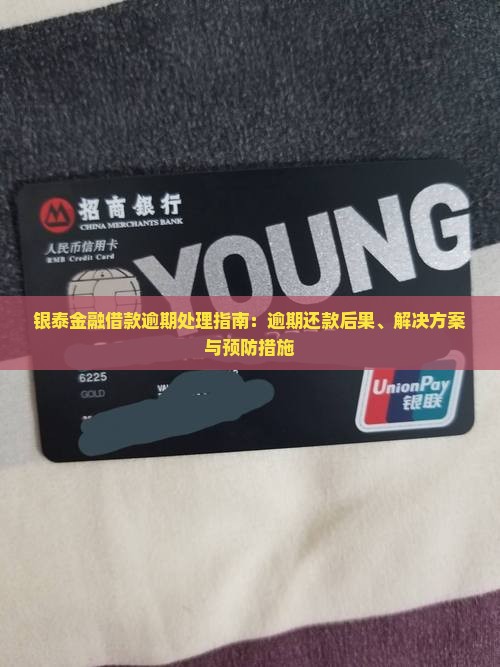 招商银行
CHINA MERCHANTS BANK
人民币信用卡
RMB Credit Card
YOUNG
银泰金融借款逾期处理指南：逾期还款后果、解决方案
与预防措施
6225
GOLD
UnionPay
银联